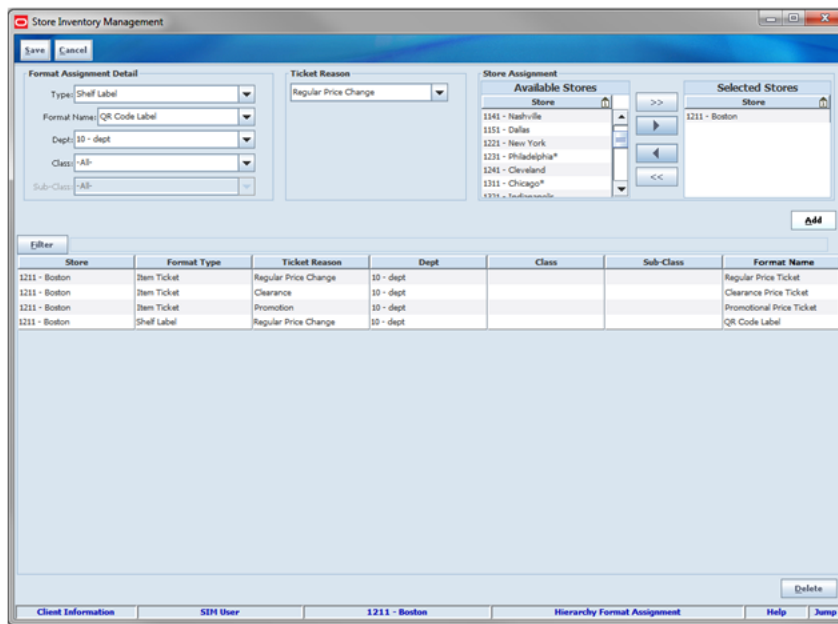 Store Inventory Management
Save Cancel
Format Assignment Detail
Type: Shelf Label
Format Name: QR Code Label
Dept: 10 - dept
Class: -All-
Sub-Class: -All-
Ticket Reason
Regular Price Change
Store Assignment
Available Stores
Store
1141 - Nashville
1151 - Dallas
1221 - New York
1231 - Philadelphia*
1241 - Cleveland
1311 - Chicago*
1321 - Indianapolis
>>
<<
Selected Stores
Store
1211 - Boston
Add
Filter
Store Format Type Ticket Reason Dept Class Sub-Class Format Name
1211 - Boston Item Ticket Regular Price Change 10 - dept Regular Price Ticket
1211 - Boston Item Ticket Clearance 10 - dept Clearance Price Ticket
1211 - Boston Item Ticket Promotion 10 - dept Promotional Price Ticket
1211 - Boston Shelf Label Regular Price Change 10 - dept QR Code Label
Delete
Client Information SIM User 1211 - Boston Hierarchy Format Assignment Help Jump